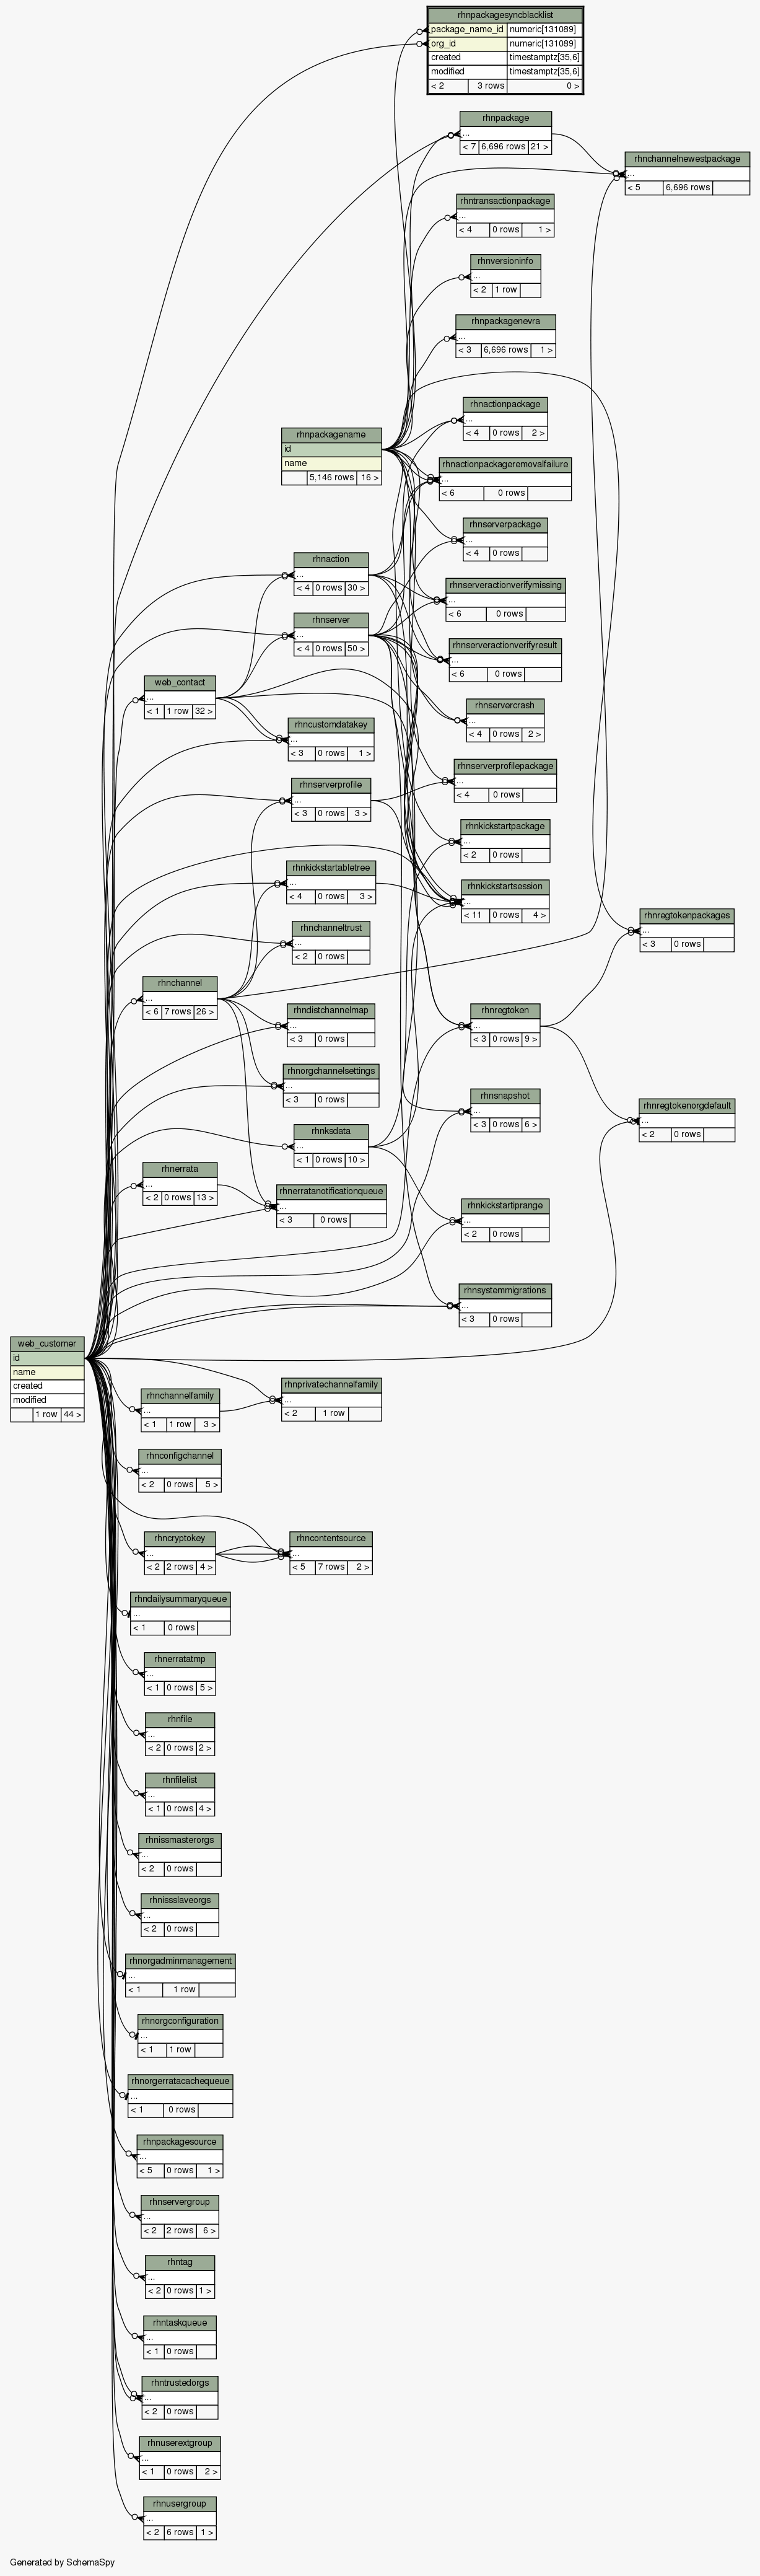 rhnpackagesyncblacklist
package_name_id numeric[131089]
org_id numeric[131089]
created timestamptz[35,6]
modified timestamptz[35,6]
< 2 3 rows 0 >
rhnpackage
...
< 7 6,696 rows 21 >
rhnchannelnewestpackage
...
< 5 6,696 rows
rhntransactionpackage
...
< 4 0 rows 1 >
rhnversioninfo
...
< 2 1 row
rhnpackagenevra
...
< 3 6,696 rows 1 >
rhnactionpackage
...
< 4 0 rows 2 >
rhnpackagename
id
name
5,146 rows 16 >
rhnactionpackageremovalfailure
...
< 6 0 rows
rhnserverpackage
...
< 4 0 rows
rhnaction
...
< 4 0 rows 30 >
rhnserveractionverifymissing
...
< 6 0 rows
rhnserver
...
< 4 0 rows 50 >
rhnserveractionverifyresult
...
< 6 0 rows
web_contact
...
< 1 1 row 32 >
rhnservercrash
...
< 4 0 rows 2 >
rhncustomdatakey
...
< 3 0 rows 1 >
rhnserverprofilepackage
...
< 4 0 rows
rhnserverprofile
...
< 3 0 rows 3 >
rhnkickstartpackage
...
< 2 0 rows
rhnkickstartabletree
...
< 4 0 rows 3 >
rhnkickstartsession
...
< 11 0 rows 4 >
rhnregtokenpackages
...
< 3 0 rows
rhnchanneltrust
...
< 2 0 rows
rhnchannel
...
< 6 7 rows 26 >
rhndistchannelmap
...
< 3 0 rows
rhnregtoken
...
< 3 0 rows 9 >
rhnorgchannelsettings
...
< 3 0 rows
rhnsnapshot
...
< 3 0 rows 6 >
rhnregtokenorgdefault
...
< 2 0 rows
rhnksdata
...
< 1 0 rows 10 >
rhnerrata
...
< 2 0 rows 13 >
rhnerratanotificationqueue
...
< 3 0 rows
rhnkickstartiprange
...
< 2 0 rows
rhnsystemmigrations
...
< 3 0 rows
web_customer
id
name
created
modified
1 row 44 >
rhnprivatechannelfamily
...
< 2 1 row
rhnchannelfamily
...
< 1 1 row 3 >
rhnconfigchannel
...
< 2 0 rows 5 >
rhncryptokey
...
< 2 2 rows 4 >
rhncontentsource
...
< 5 7 rows 2 >
rhndailysummaryqueue
...
< 1 0 rows
rhnerratatmp
...
< 1 0 rows 5 >
rhnfile
...
< 2 0 rows 2 >
rhnfilelist
...
< 1 0 rows 4 >
rhnissmasterorgs
...
< 2 0 rows
rhnissslaveorgs
...
< 2 0 rows
rhnorgadminmanagement
...
< 1 1 row
rhnorgconfiguration
...
< 1 1 row
rhnorgerratacachequeue
...
< 1 0 rows
rhnpackagesource
...
< 5 0 rows 1 >
rhnservergroup
...
< 2 2 rows 6 >
rhntag
...
< 2 0 rows 1 >
rhntaskqueue
...
< 1 0 rows
rhntrustedorgs
...
< 2 0 rows
rhnuserextgroup
...
< 1 0 rows 2 >
rhnusergroup
...
< 2 6 rows 1 >
Generated by SchemaSpy